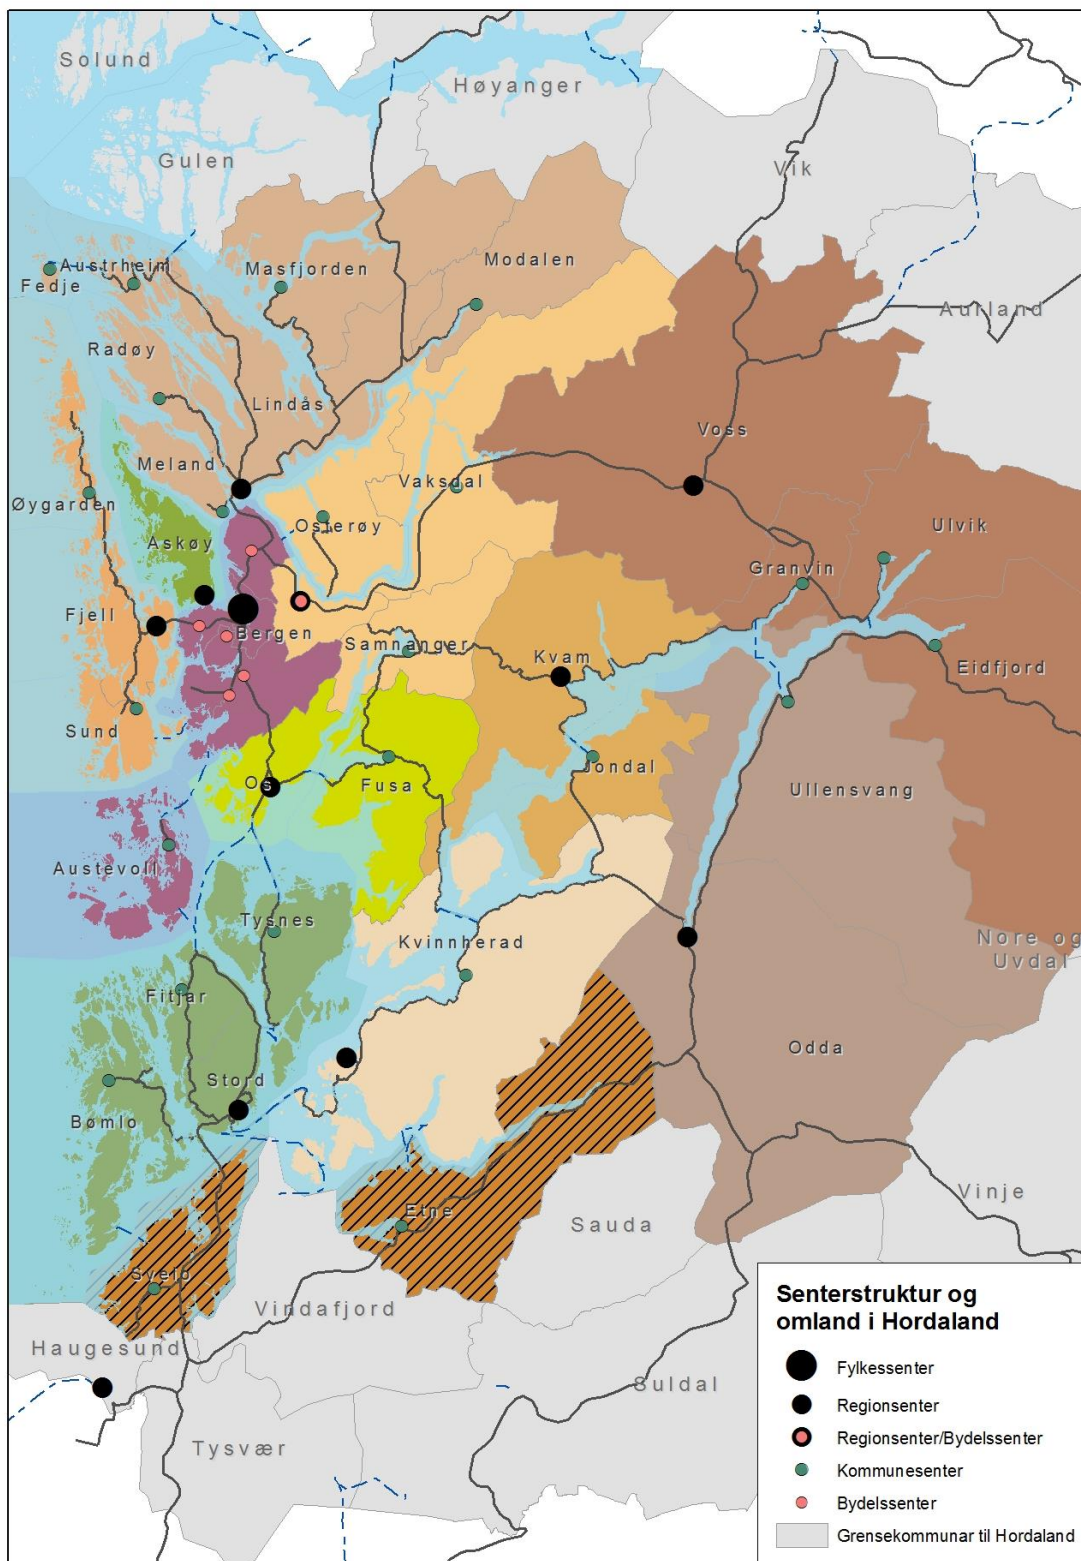 Solund
Høyanger
Gulen
Vik
Austrheim
Masfjorden
Modalen
Fedje
Aurland
Radøy
Lindås
Voss
Meland
Vaksdal
Øygarden
Osterøy
Ulvik
Askøy
Granvin
Fjell
Bergen
Samnanger
Kvam
Eidfjord
Sund
Jondal
Os
Fusa
Ullensvang
Austevoll
Tysnes
Kvinnherad
Nore og
Uvdal
Fitjar
Odda
Stord
Bømlo
Vinje
Etne
Sauda
Sveio
Vindafjord
Haugesund
Suldal
Tysvær
Senterstruktur og
omland i Hordaland
Fylkessenter
Regionsenter
Regionsenter/Bydelssenter
Kommunesenter
Bydelssenter
Grensekommunar til Hordaland